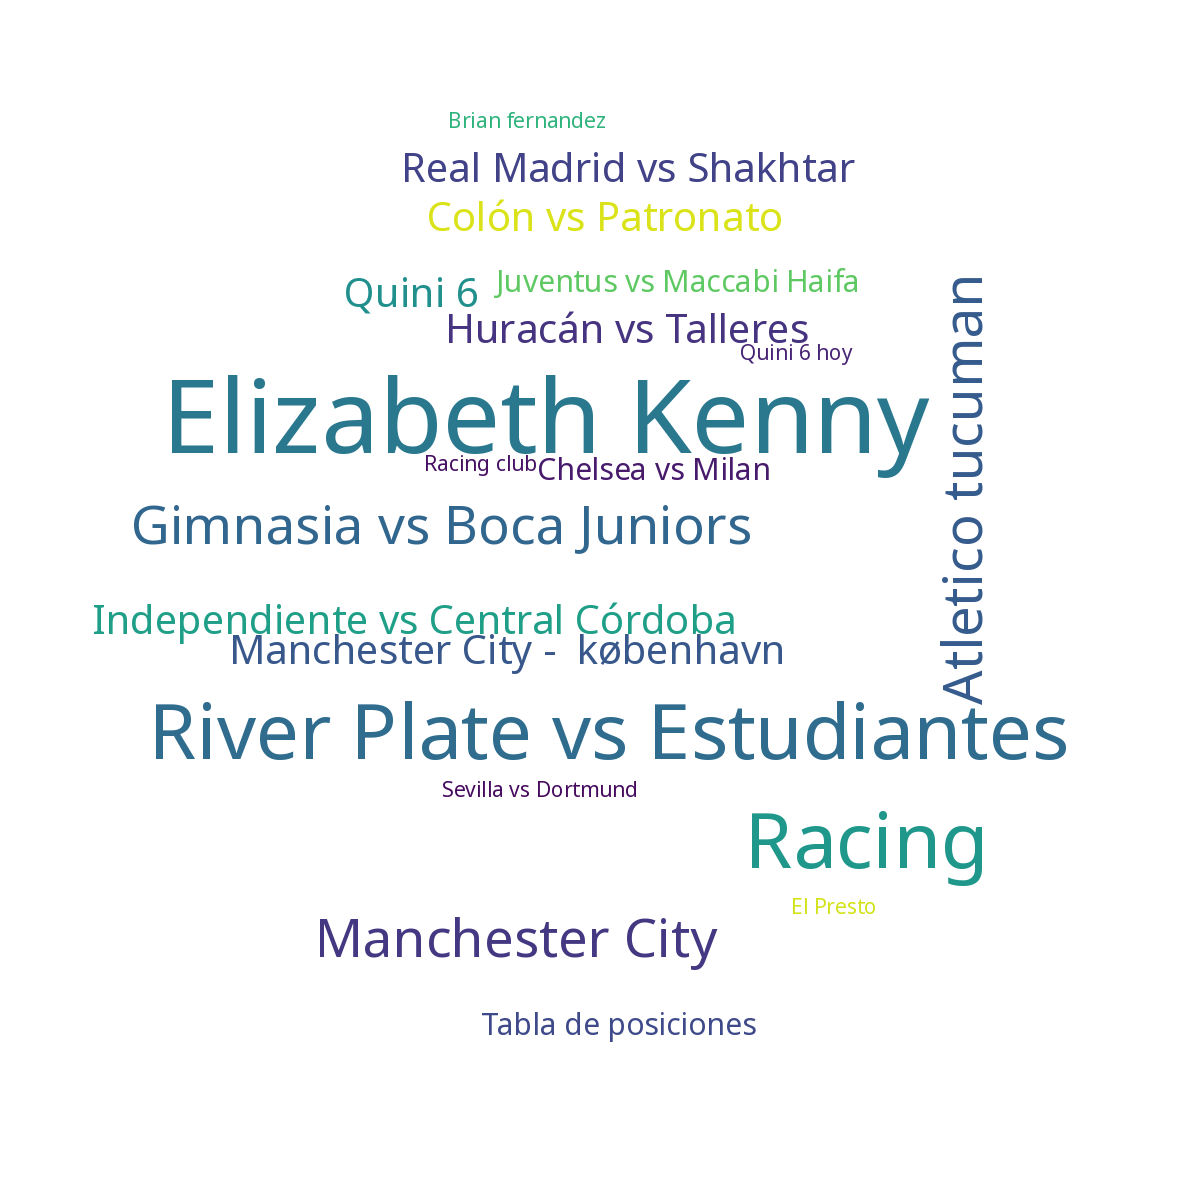 Brian fernandez
Real Madrid vs Shakhtar
Colón vs Patronato
Juventus vs Maccabi Haifa
Quini 6
Huracán vs Talleres
Quini 6 hoy
Elizabeth Kenny
Racing club
Chelsea vs Milan
Atletico tucuman
Gimnasia vs Boca Juniors
Independiente vs Central Córdoba
Manchester City - københavn
River Plate vs Estudiantes
Sevilla vs Dortmund
Racing
El Presto
Manchester City
Tabla de posiciones